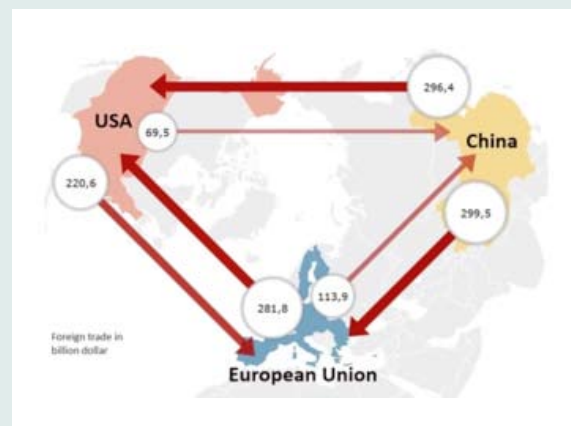 296,4
USA
69,5
China
220,6
299,5
281,8
113,9
Foreign trade in
billion dollar
European Union